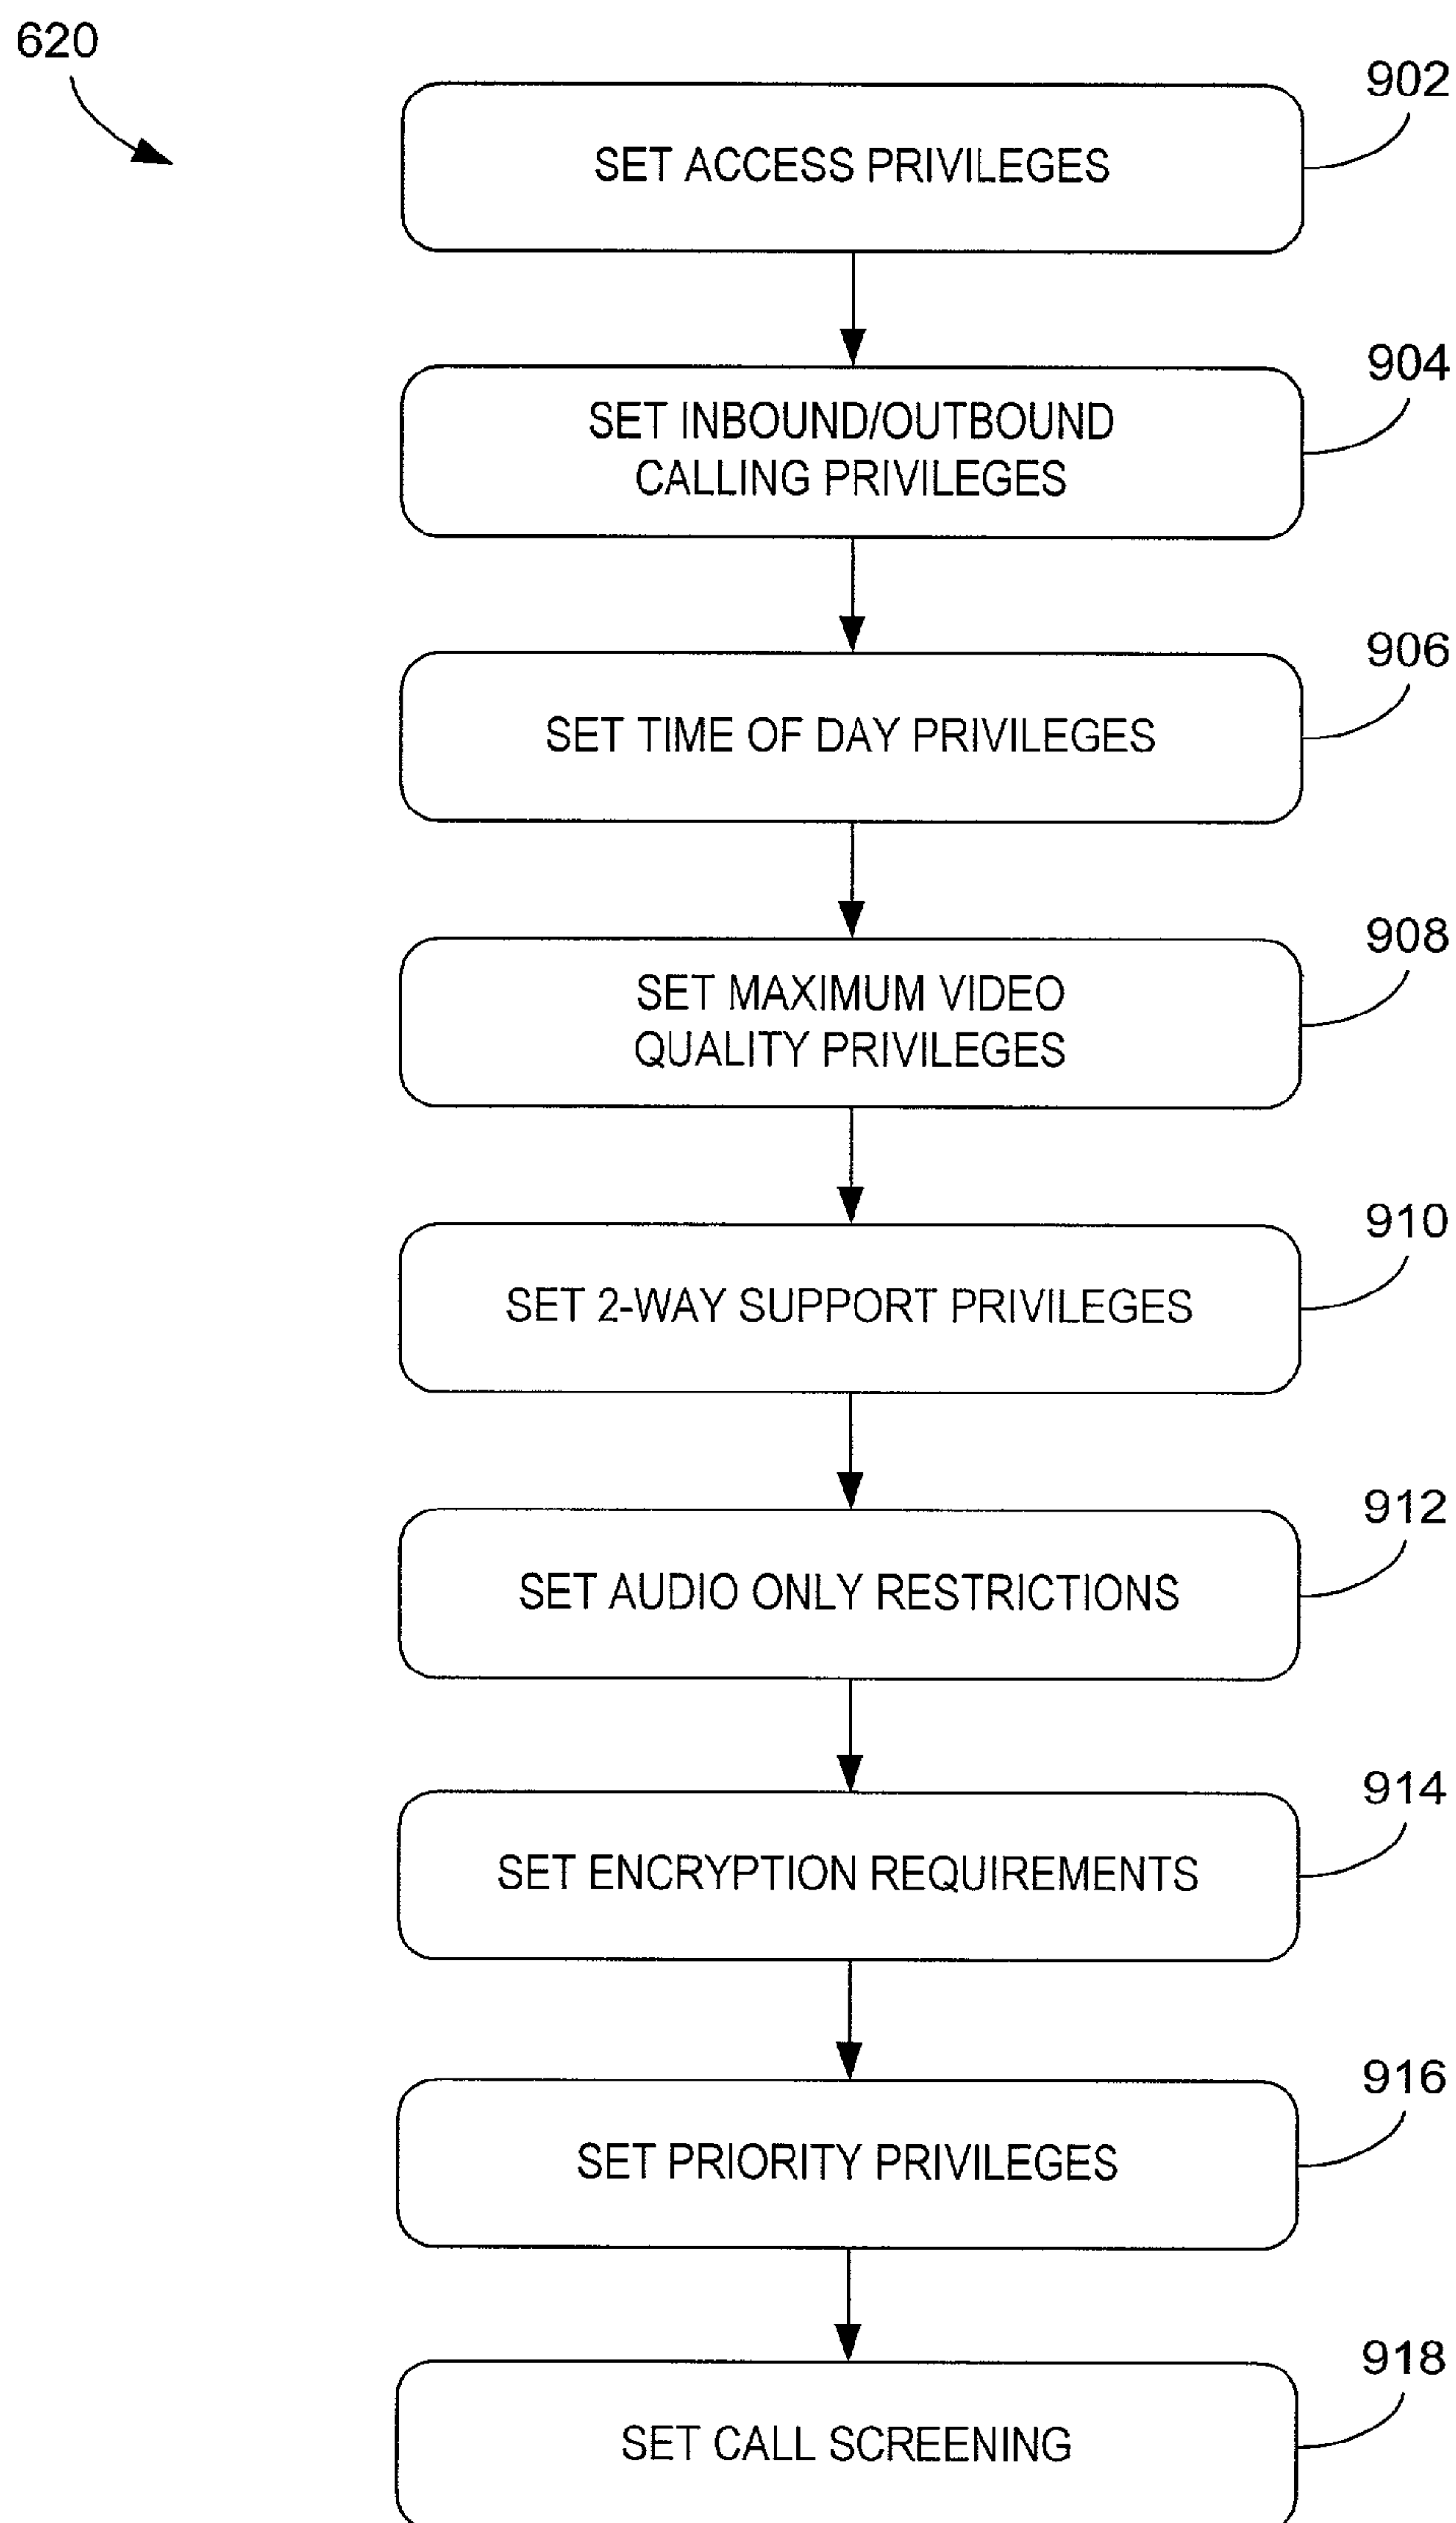 620
902
SET ACCESS PRIVILEGES
904
SET INBOUND/OUTBOUND
CALLING PRIVILEGES
906
SET TIME OF DAY PRIVILEGES
908
SET MAXIMUM VIDEO
QUALITY PRIVILEGES
910
SET 2-WAY SUPPORT PRIVILEGES
912
SET AUDIO ONLY RESTRICTIONS
914
SET ENCRYPTION REQUIREMENTS
916
SET PRIORITY PRIVILEGES
918
SET CALL SCREENING